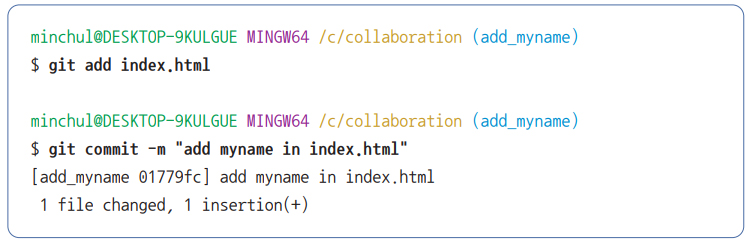 minchul@DESKTOP-9KULGUE MINGW64 /c/collaboration (add_myname)
$ git add index.html
minchul@DESKTOP-9KULGUE MINGW64 /c/collaboration (add_myname)
$ git commit -m "add myname in index.html"
[add_myname 01779fc] add myname in index.html
1 file changed, 1 insertion(+)